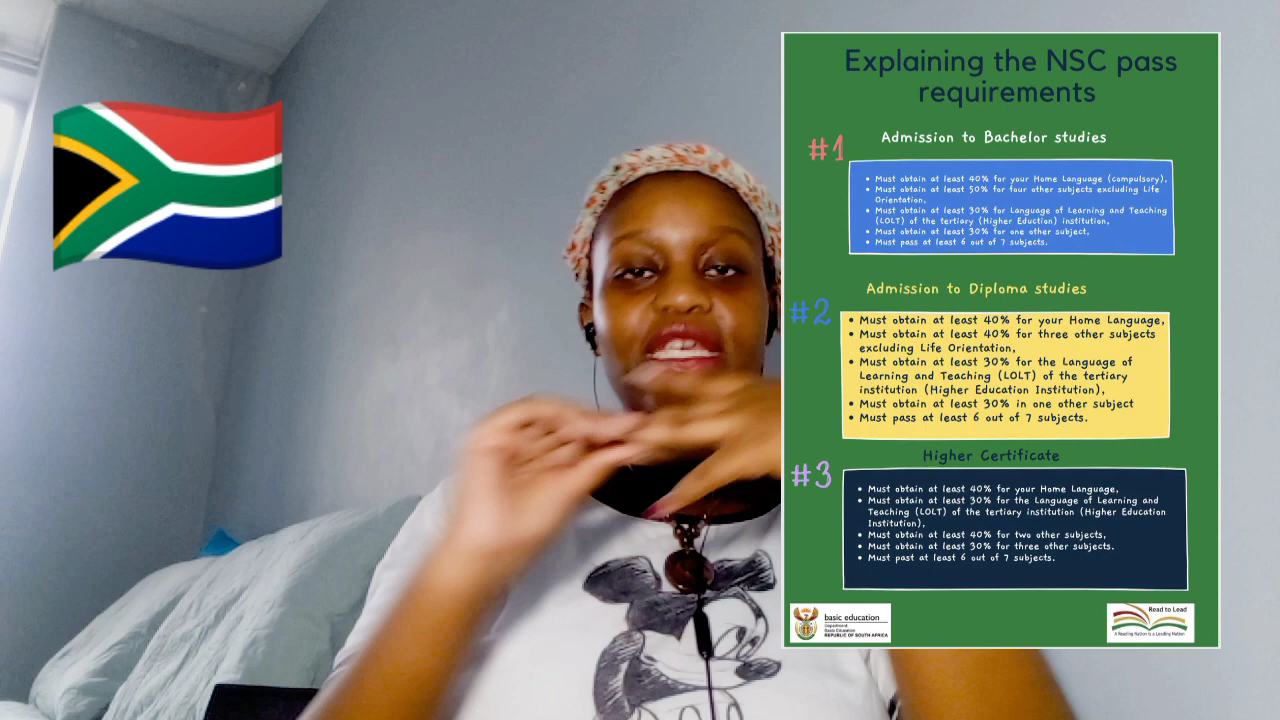 Explaining the NSC pass
requirements
#1
Admission to Bachelor studies
• Must obtain at least 40% for your Home Language (compulsory),
• Must obtain at least 50% for four other subjects excluding Life
Orientation,
• Must obtain at least 30% for Language of Learning and Teaching
(LOLT) of the tertiary (Higher Eduction) institution,
• Must obtain at least 30% for one other subject,
• Must pass at least 6 out of 7 subjects.
#2
Admission to Diploma studies
• Must obtain at least 40% for your Home Language,
• Must obtain at least 40% for three other subjects
excluding Life Orientation,
• Must obtain at least 30% for the Language of
Learning and Teaching (LOLT) of the tertiary
institution (Higher Education Institution),
• Must obtain at least 30% in one other subject
• Must pass at least 6 out of 7 subjects.
#3
Higher Certificate
• Must obtain at least 40% for your Home Language,
• Must obtain at least 30% for the Language of Learning and
Teaching (LOLT) of the tertiary institution (Higher Education
Institution),
• Must obtain at least 40% for two other subjects,
• Must obtain at least 30% for three other subjects.
• Must past at least 6 out of 7 subjects.
basic education
Department:
Basic Education
REPUBLIC OF SOUTH AFRICA
Read to Lead
A Reading Nation is a Leading Nation